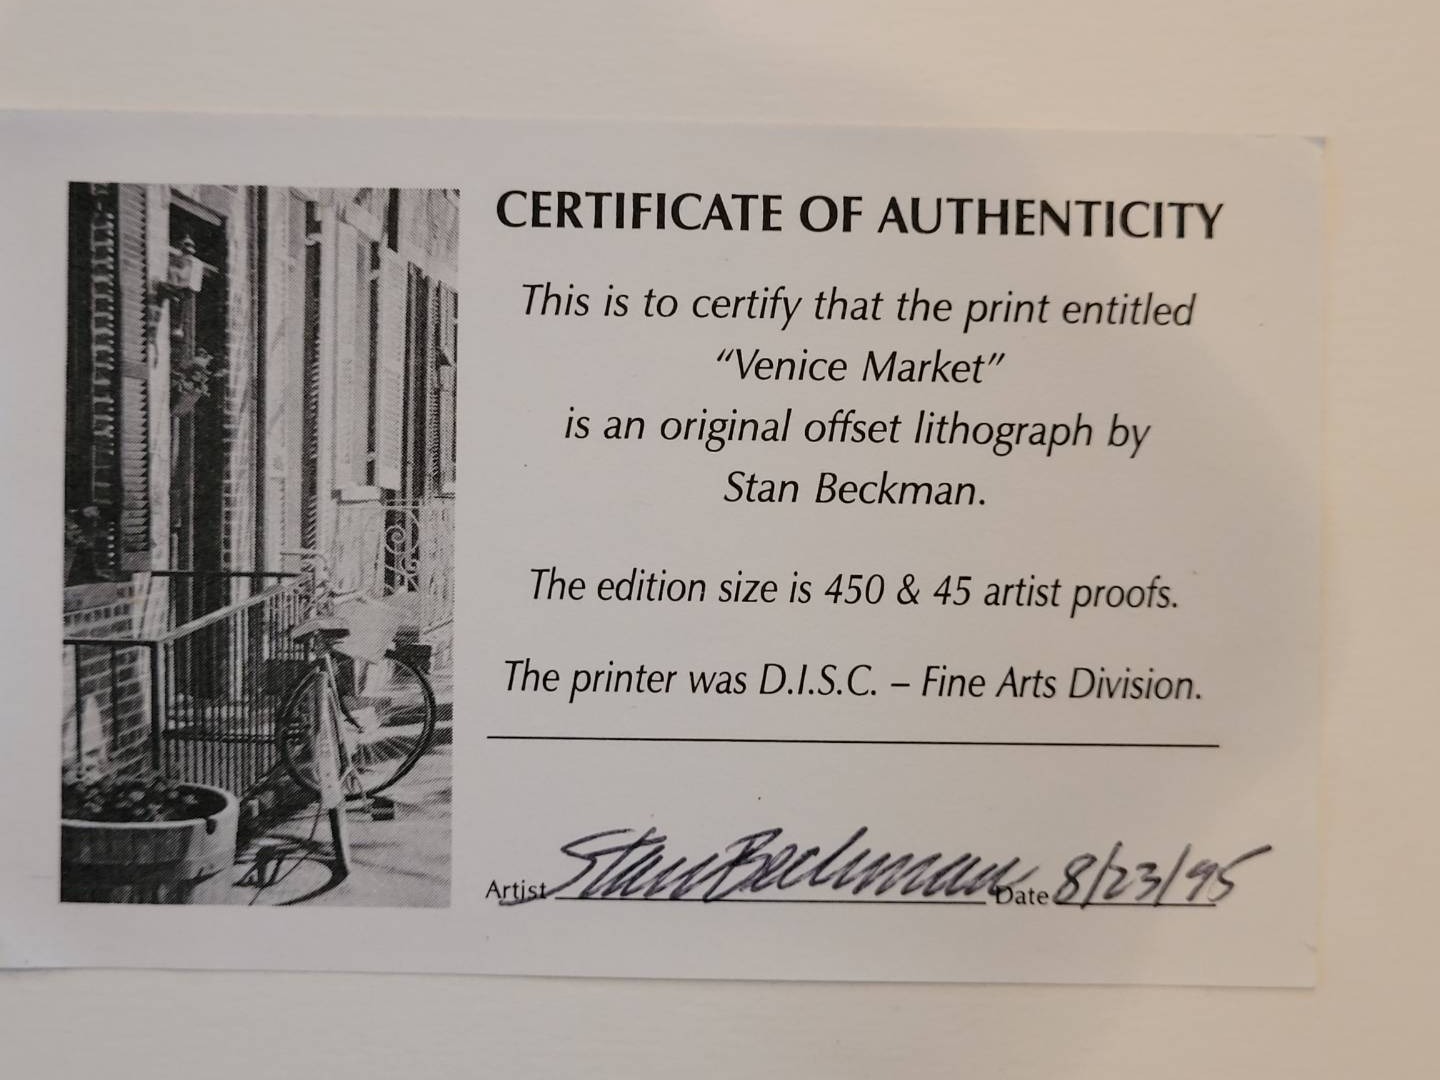 CERTIFICATE OF AUTHENTICITY
This is to certify that the print entitled
“Venice Market”
is an original offset lithograph by
Stan Beckman.
The edition size is 450 & 45 artist proofs.
The printer was D.I.S.C. – Fine Arts Division.
Artist Stan Beckman Date 8/23/95